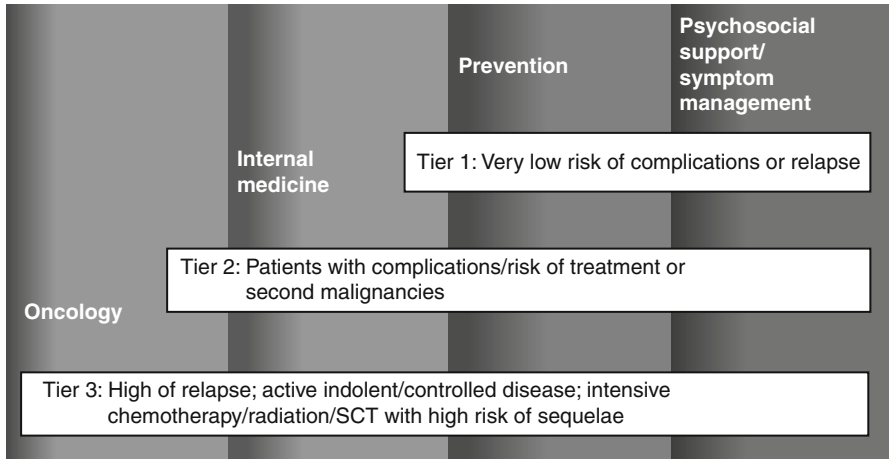 Psychosocial
support/
symptom
management
Prevention
Internal
medicine
Tier 1: Very low risk of complications or relapse
Tier 2: Patients with complications/risk of treatment or
second malignancies
Oncology
Tier 3: High of relapse; active indolent/controlled disease; intensive
chemotherapy/radiation/SCT with high risk of sequelae